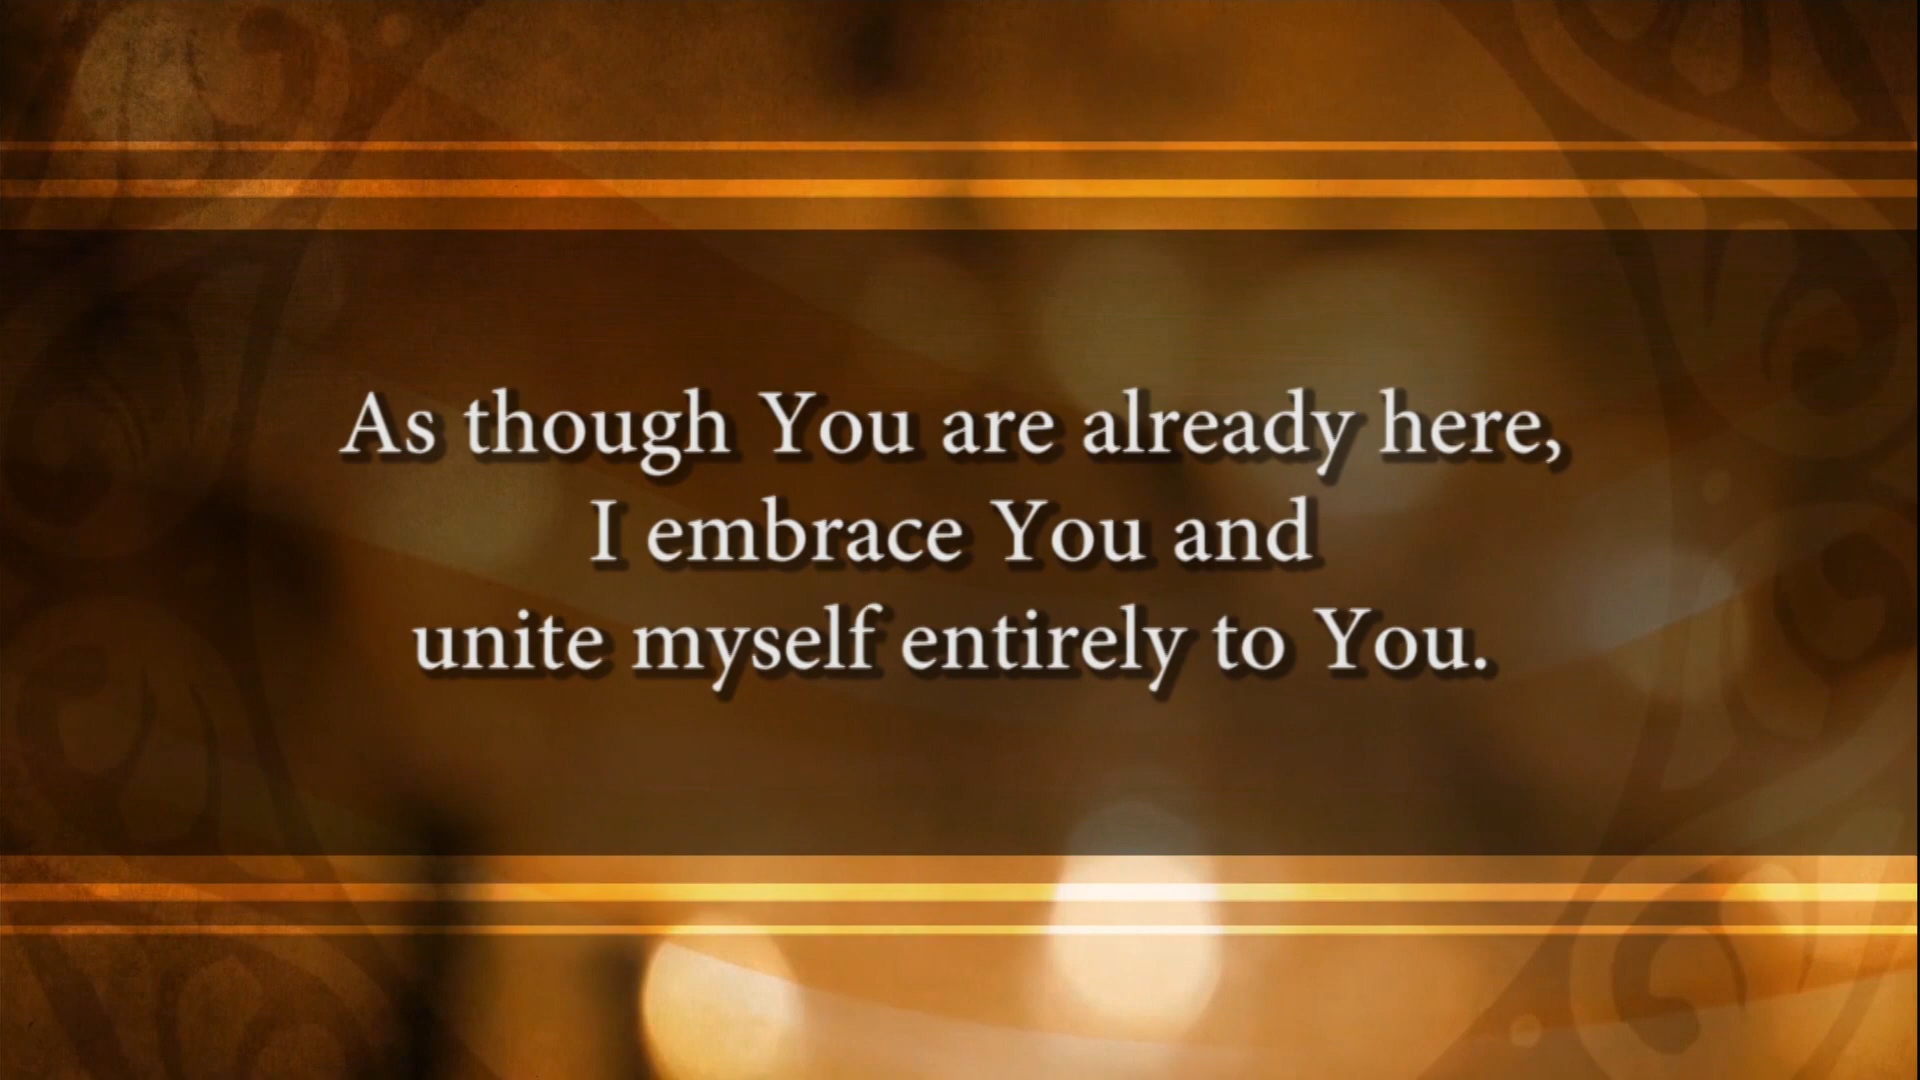 As though You are already here,
I embrace You and
unite myself entirely to You.